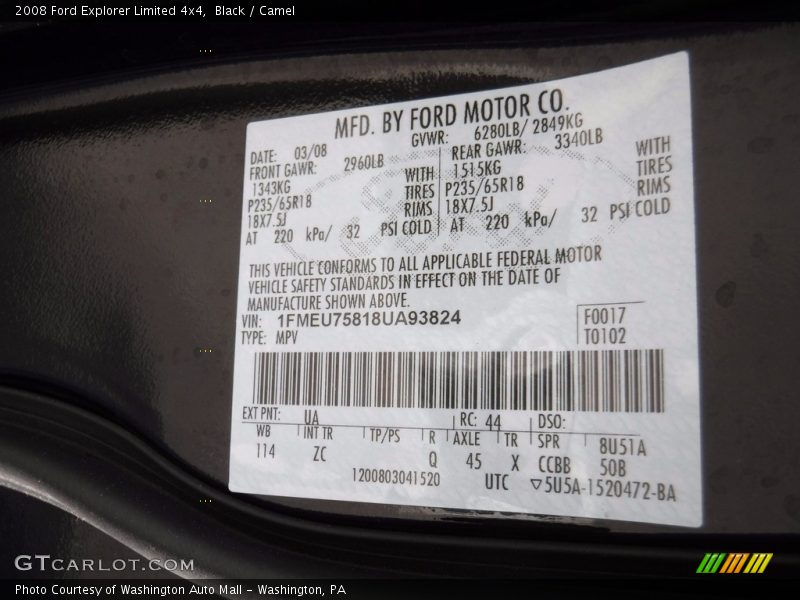 2008 Ford Explorer Limited 4x4, Black / Camel
MFD. BY FORD MOTOR CO.
DATE: 03/08 GVWR: 6280LB/ 2849KG
FRONT GAWR: 2960LB REAR GAWR: 3340LB
1343KG WITH 1515KG WITH
P235/65R18 TIRES P235/65R18 TIRES
18X7.5J RIMS 18X7.5J RIMS
AT 220 kPa/ 32 PSI COLD AT 220 kPa/ 32 PSI COLD
THIS VEHICLE CONFORMS TO ALL APPLICABLE FEDERAL MOTOR
VEHICLE SAFETY STANDARDS IN EFFECT ON THE DATE OF
MANUFACTURE SHOWN ABOVE.
VIN: 1FMEU75818UA93824 F0017
TYPE: MPV T0102
EXT PNT: UA RC: 44 DSO:
WB INT TR TP/PS R AXLE TR SPR 8U51A
114 ZC Q 45 X CCBB 50B
1200803041520 UTC ▽5U5A-1520472-BA
GTCARLOT.COM
Photo Courtesy of Washington Auto Mall - Washington, PA